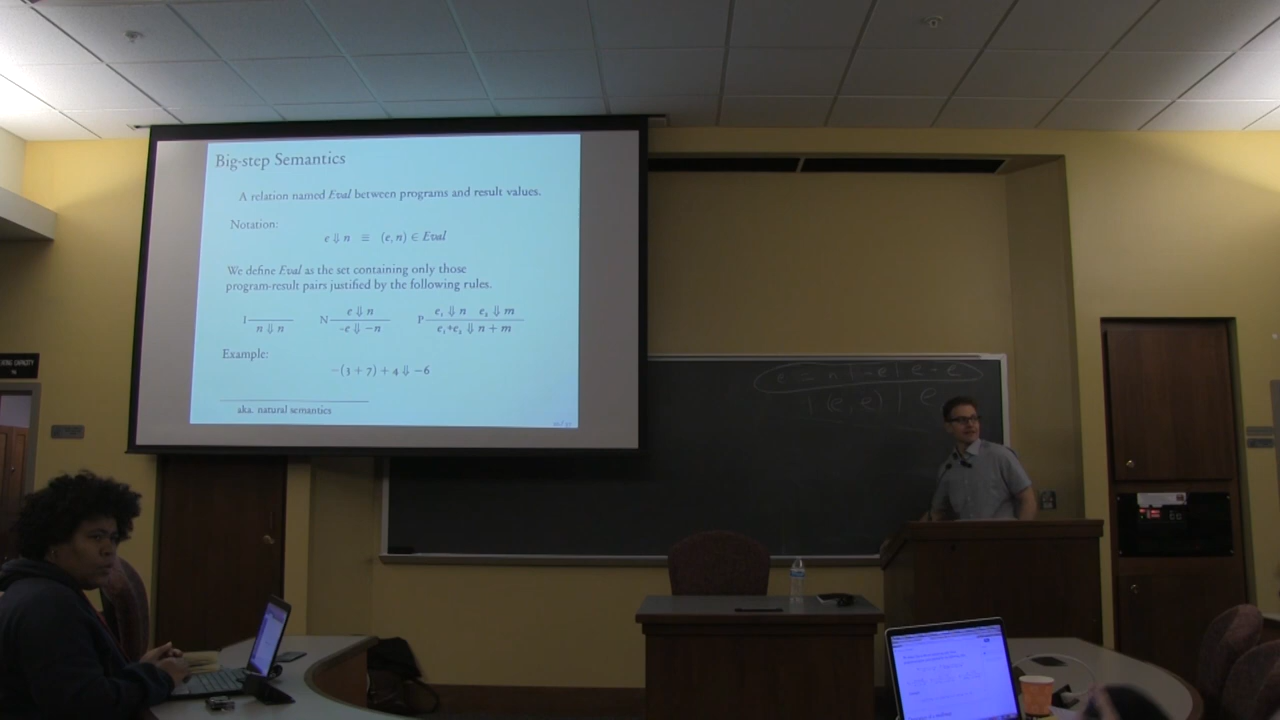 Big-step Semantics
A relation named Eval between programs and result values.
Notation:
e ⇓ n ≡ (e, n) ∈ Eval
We define Eval as the set containing only those
program-result pairs justified by the following rules.
I
n ⇓ n
N
e ⇓ n
-e ⇓ −n
P
e₁ ⇓ n e₂ ⇓ m
e₁+e₂ ⇓ n + m
Example:
−(3 + 7) + 4 ⇓ −6
aka. natural semantics
CAPACITY
n | -e | e + e
| (e, e) | e